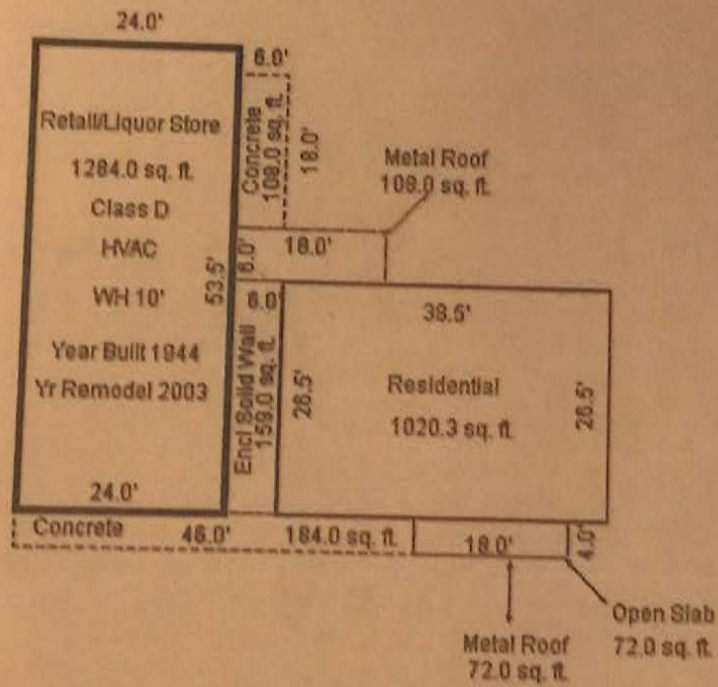 24.0'
6.0'
Retail/Liquor Store
1284.0 sq. ft.
Class D
HVAC
WH 10'
Year Built 1944
Yr Remodel 2003
53.5'
24.0'
Concrete
108.0 sq. ft.
18.0'
Metal Roof
108.0 sq. ft.
6.0'
18.0'
6.0'
Encl Solid Wall
159.0 sq. ft.
38.5'
26.5'
Residential
1020.3 sq. ft.
26.5'
Concrete 46.0' 184.0 sq. ft.
18.0'
4.0'
Open Slab
72.0 sq. ft.
Metal Roof
72.0 sq. ft.